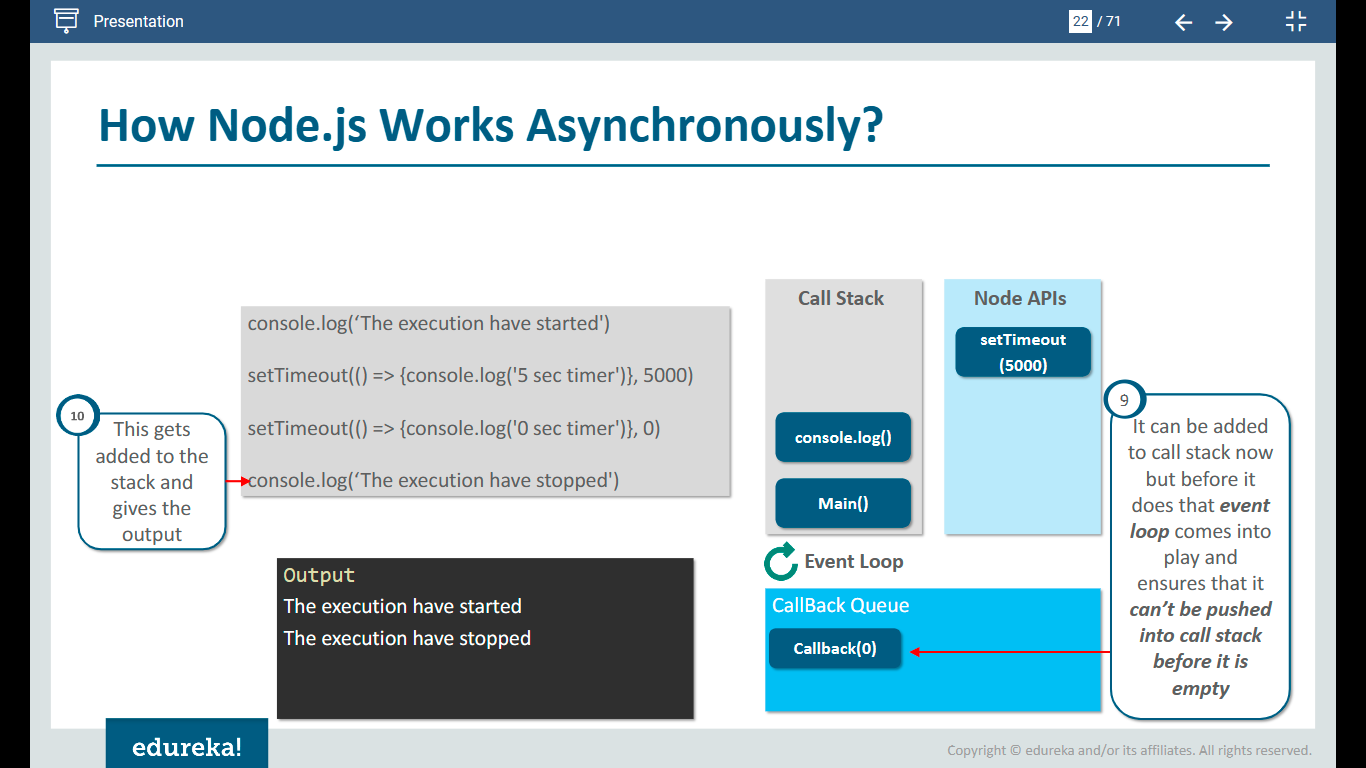 Presentation
22 / 71
How Node.js Works Asynchronously?
console.log(‘The execution have started')
setTimeout(() => {console.log('5 sec timer')}, 5000)
setTimeout(() => {console.log('0 sec timer')}, 0)
console.log(‘The execution have stopped')
10
This gets
added to the
stack and
gives the
output
Output
The execution have started
The execution have stopped
Call Stack
console.log()
Main()
Node APIs
setTimeout
(5000)
Event Loop
CallBack Queue
Callback(0)
9
It can be added
to call stack now
but before it
does that event
loop comes into
play and
ensures that it
can’t be pushed
into call stack
before it is
empty
edureka!
Copyright © edureka and/or its affiliates. All rights reserved.